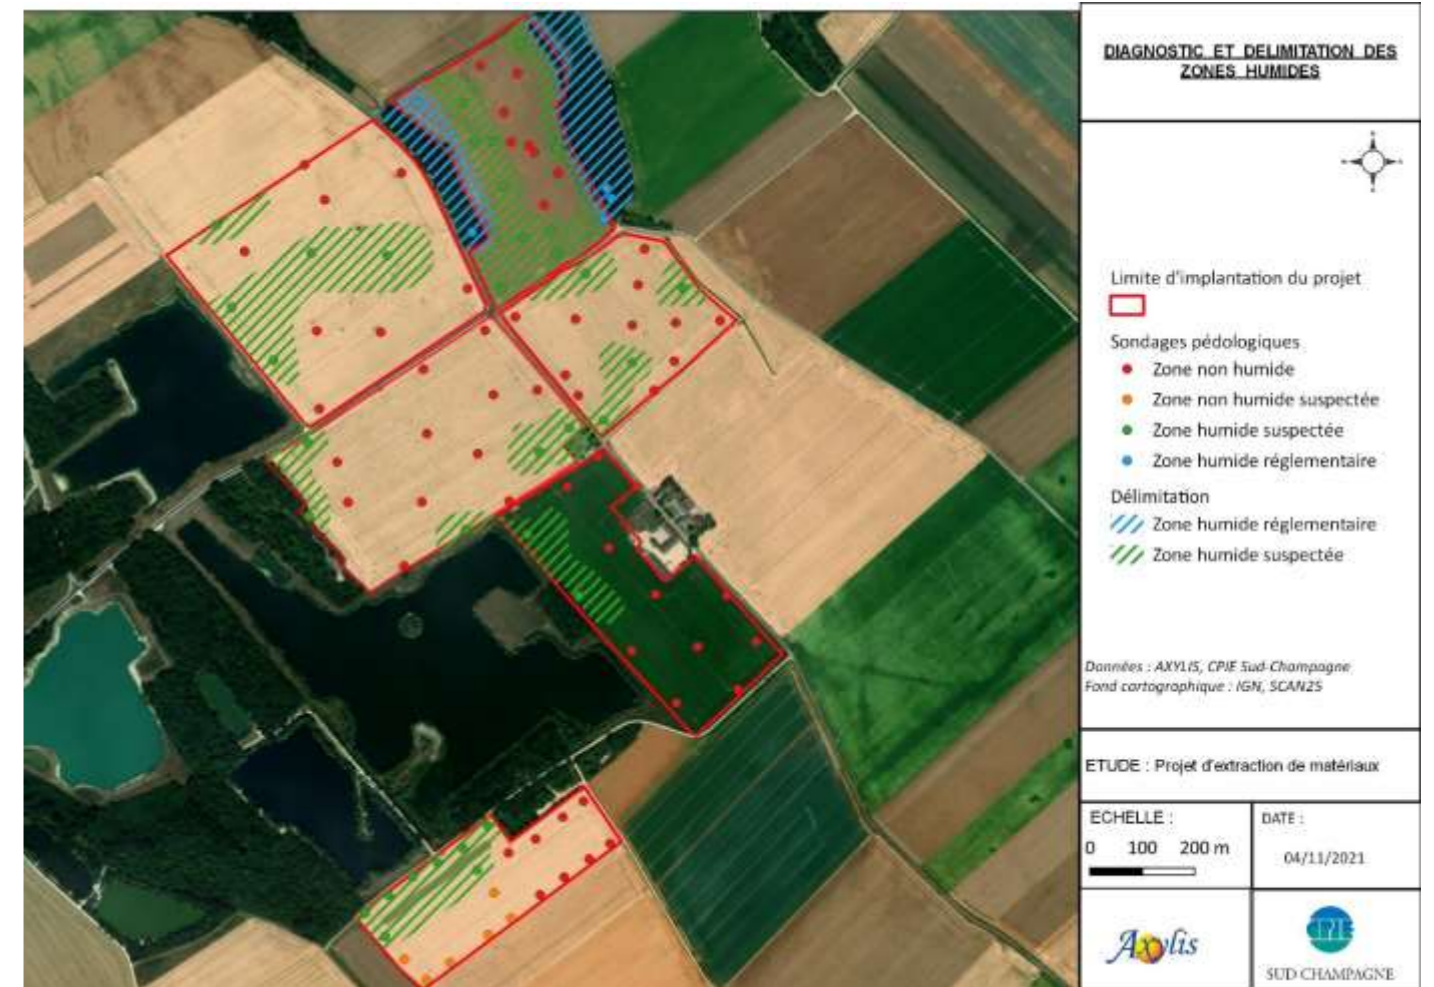 DIAGNOSTIC ET DELIMITATION DES
ZONES HUMIDES
Limite d'implantation du projet
Sondages pédologiques
Zone non humide
Zone non humide suspectée
Zone humide suspectée
Zone humide réglementaire
Délimitation
Zone humide réglementaire
Zone humide suspectée
Données : AXYLIS, CPIE Sud-Champagne
Fond cartographique : IGN, SCAN25
ETUDE : Projet d'extraction de matériaux
ECHELLE :
0 100 200 m
DATE :
04/11/2021
Axylis
CPIE
SUD CHAMPAGNE